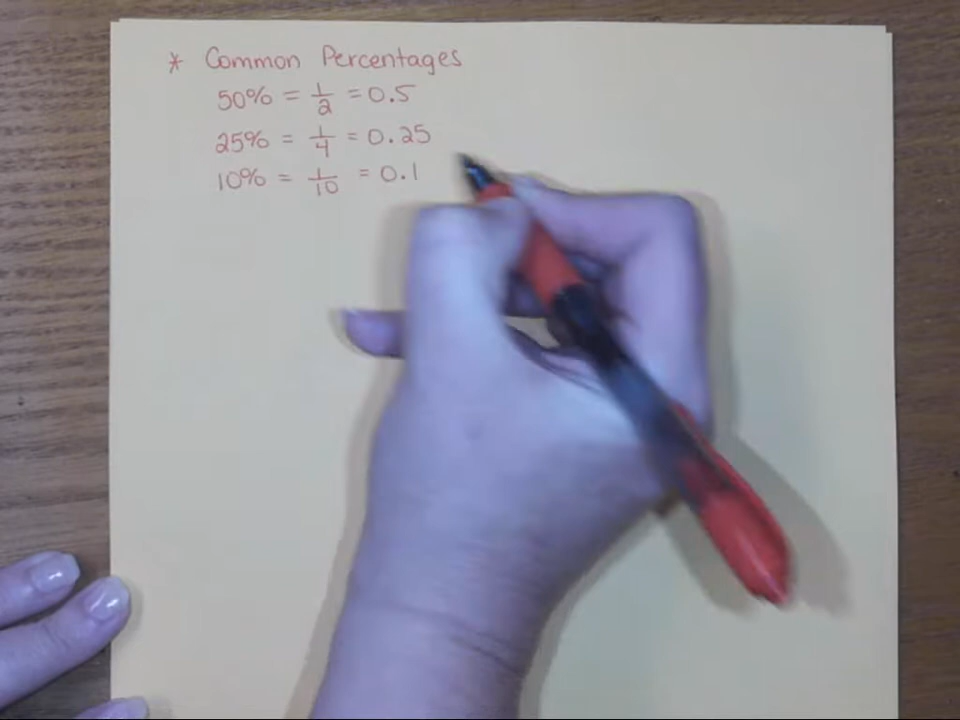 * Common Percentages
50% = 1/2 = 0.5
25% = 1/4 = 0.25
10% = 1/10 = 0.1